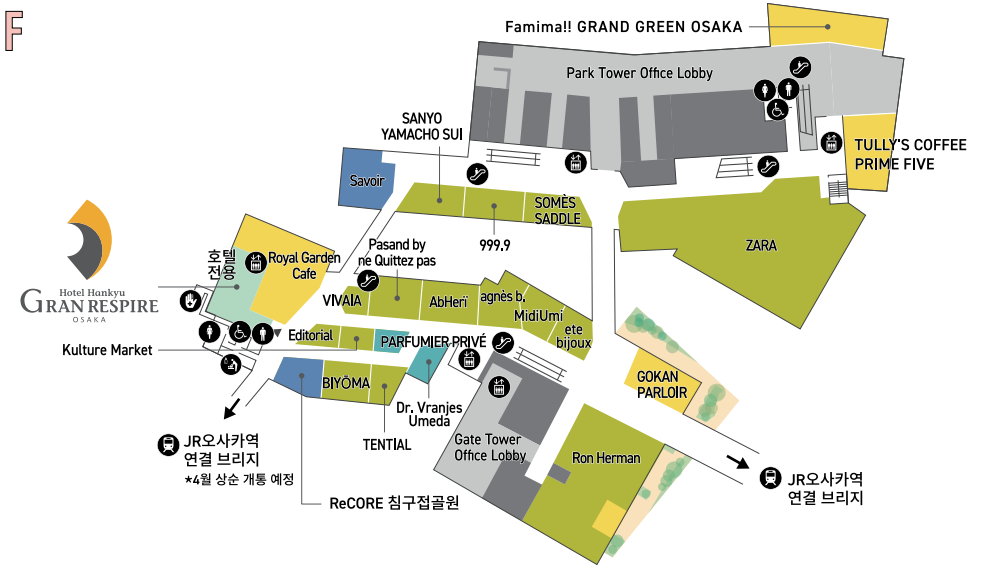 F
Famima!! GRAND GREEN OSAKA
Park Tower Office Lobby
SANYO
YAMACHO SUI
TULLY'S COFFEE
PRIME FIVE
Savoir
SOMÈS
SADDLE
999.9
ZARA
호텔
전용
Royal Garden
Cafe
Pasand by
ne Quittez pas
Hotel Hankyu
GRANRESPIRE
OSAKA
VIVAIA
AbHerï
agnès b.
MidiUmi
ete
bijoux
Editorial
Kulture Market
PARFUMIER PRIVÉ
BIYŌMA
Dr. Vranjes
Umeda
TENTIAL
GOKAN
PARLOIR
Gate Tower
Office Lobby
Ron Herman
JR오사카역
연결 브리지
*4월 상순 개통 예정
ReCORE 침구접골원
JR오사카역
연결 브리지